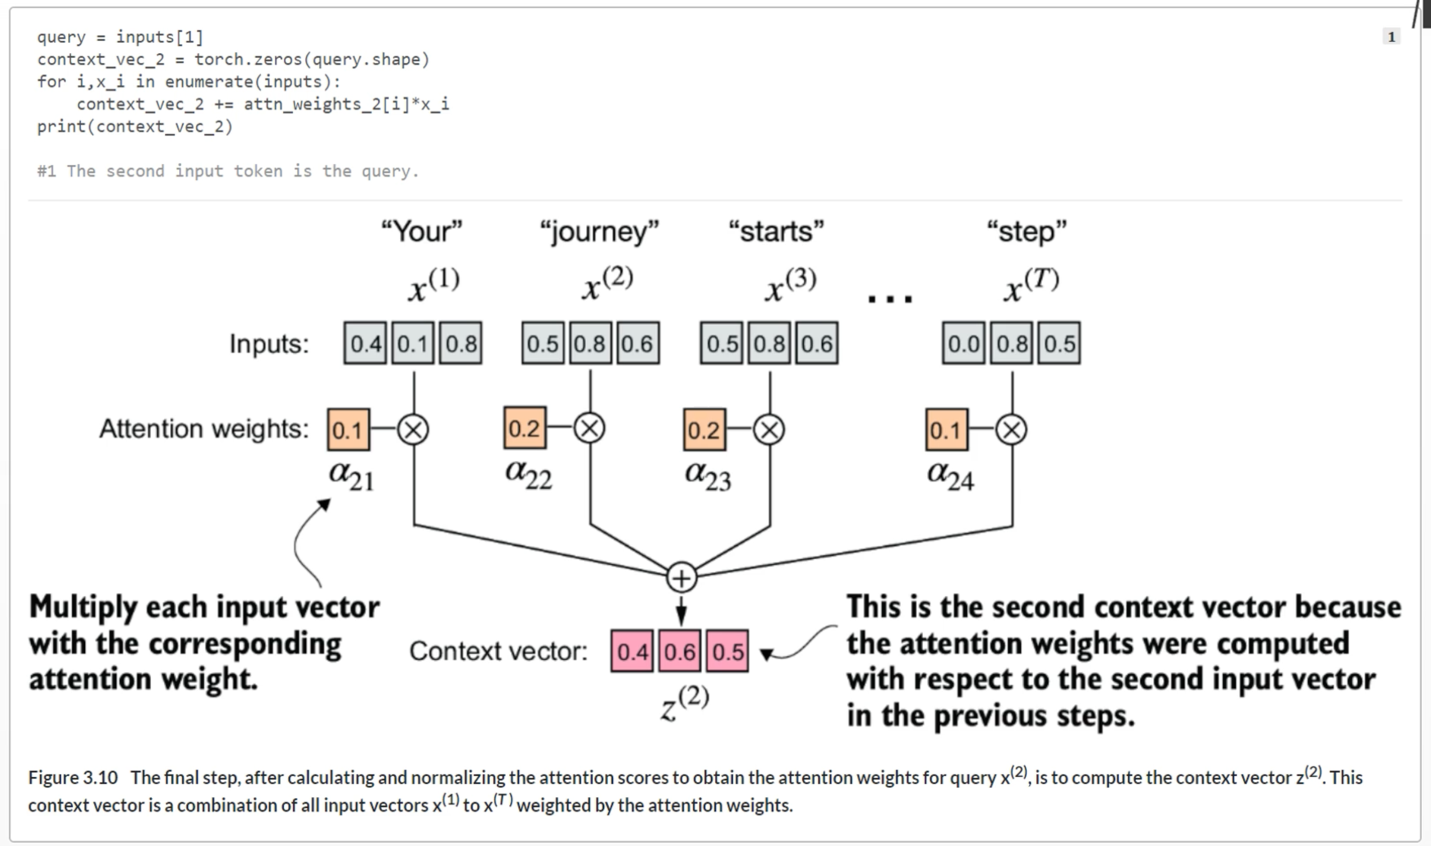 query = inputs[1]
1
context_vec_2 = torch.zeros(query.shape)
for i,x_i in enumerate(inputs):
    context_vec_2 += attn_weights_2[i]*x_i
print(context_vec_2)
#1 The second input token is the query.
“Your” “journey” “starts” “step”
x(1) x(2) x(3) ... x(T)
Inputs: 0.4 0.1 0.8 0.5 0.8 0.6 0.5 0.8 0.6 0.0 0.8 0.5
Attention weights: 0.1 0.2 0.2 0.1
α21 α22 α23 α24
Multiply each input vector
with the corresponding
attention weight.
Context vector: 0.4 0.6 0.5
z(2)
This is the second context vector because
the attention weights were computed
with respect to the second input vector
in the previous steps.
Figure 3.10 The final step, after calculating and normalizing the attention scores to obtain the attention weights for query x(2), is to compute the context vector z(2). This
context vector is a combination of all input vectors x(1) to x(T) weighted by the attention weights.